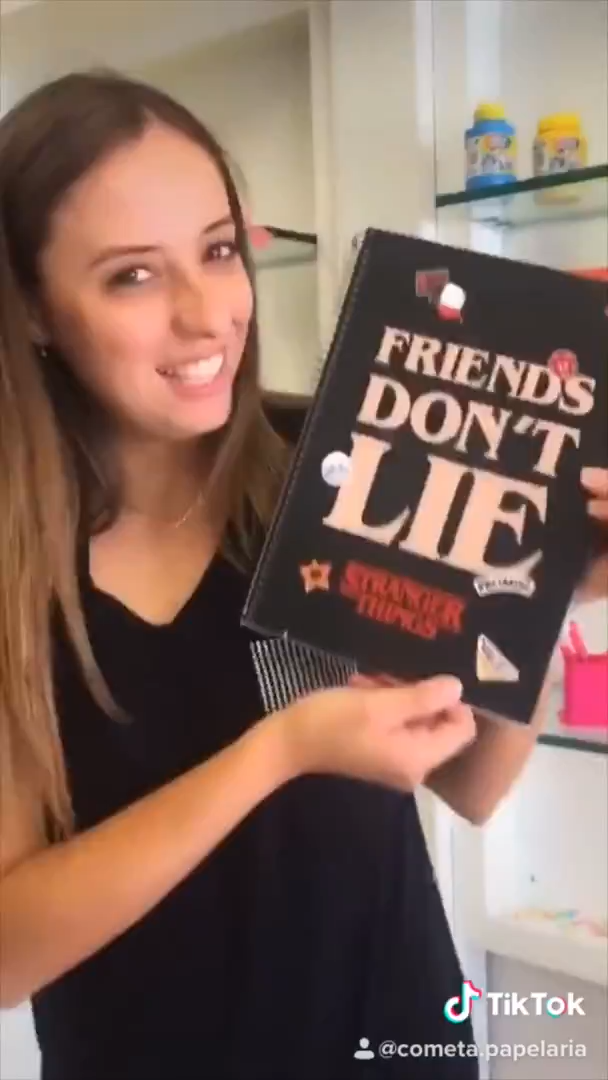 FRIENDS
DON'T
LIE
STRANGER
THINGS
TikTok
@cometa.papelaria